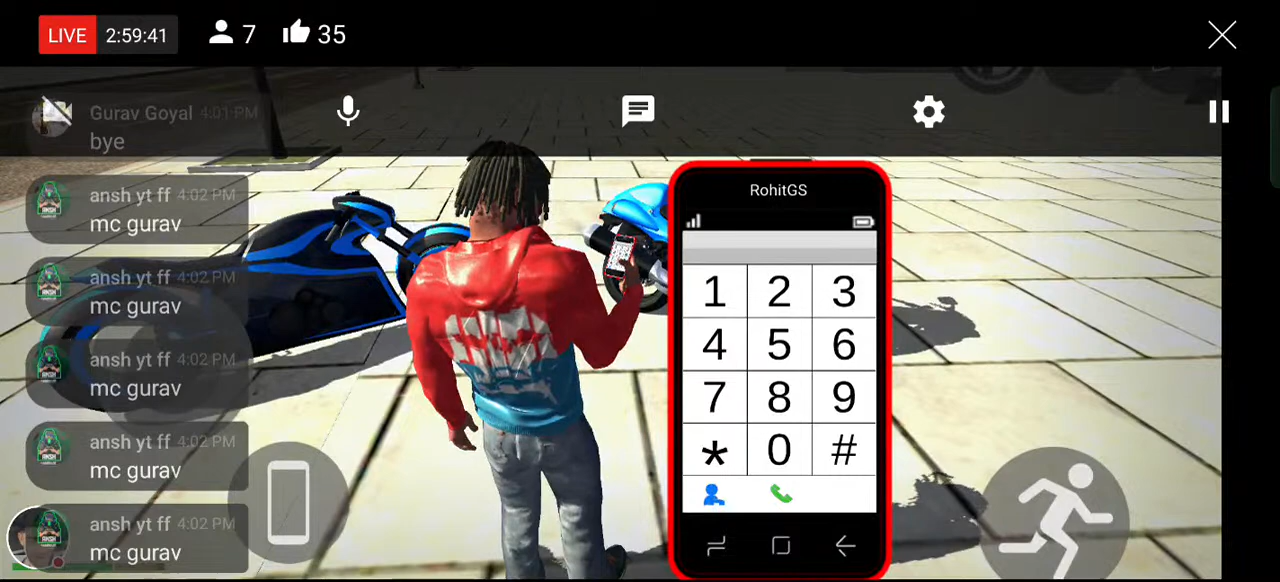 LIVE 2:59:41 7 35
Gurav Goyal 4:01 PM
bye
ansh yt ff 4:02 PM
mc gurav
ansh yt ff 4:02 PM
mc gurav
ansh yt ff 4:02 PM
mc gurav
ansh yt ff 4:02 PM
mc gurav
ansh yt ff 4:02 PM
mc gurav
RohitGS
1 2 3
4 5 6
7 8 9
* 0 #